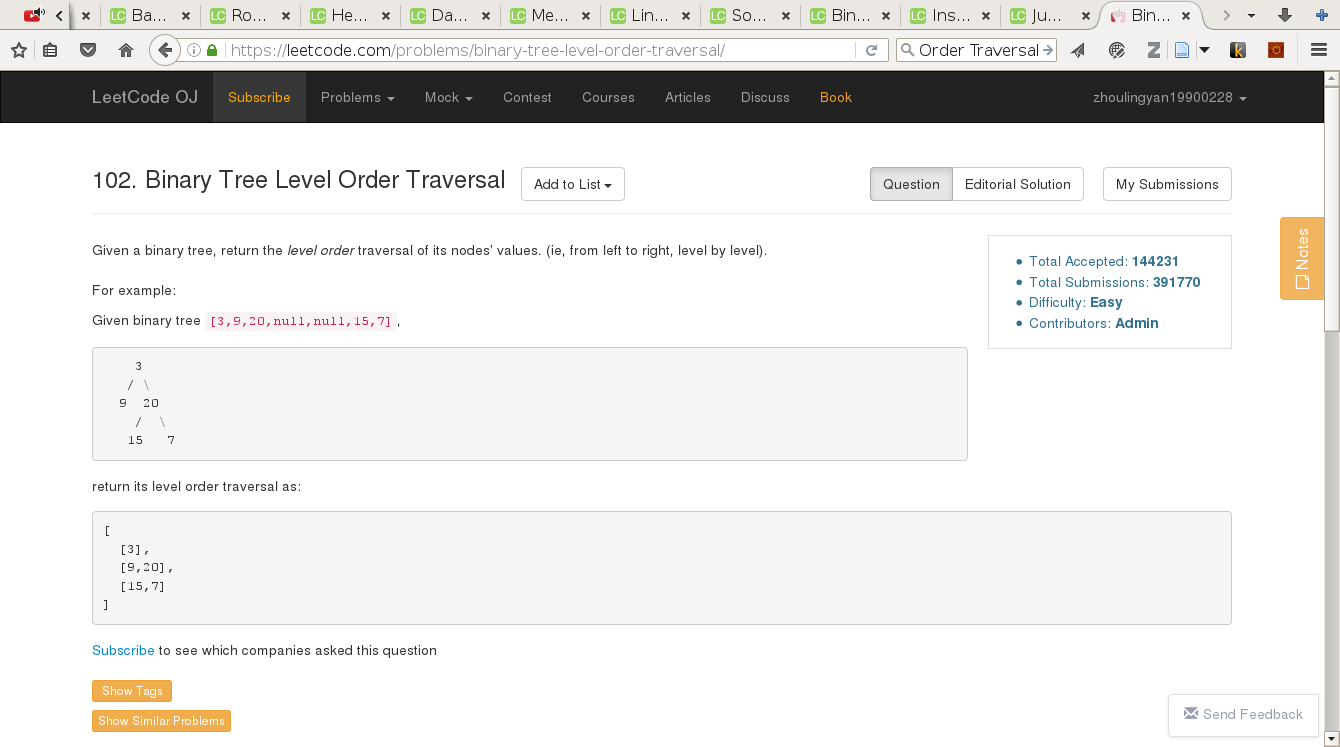 Ba... Ro... He... Da... Me... Lin... So... Bin... Ins... Ju... Bin...
https://leetcode.com/problems/binary-tree-level-order-traversal/ Order Traversal
LeetCode OJ Subscribe Problems Mock Contest Courses Articles Discuss Book zhoulingyan19900228
102. Binary Tree Level Order Traversal Add to List Question Editorial Solution My Submissions
Notes
Given a binary tree, return the level order traversal of its nodes' values. (ie, from left to right, level by level).
• Total Accepted: 144231
• Total Submissions: 391770
• Difficulty: Easy
• Contributors: Admin
For example:
Given binary tree [3,9,20,null,null,15,7],
    3
   / \
  9  20
    /  \
   15   7
return its level order traversal as:
[
  [3],
  [9,20],
  [15,7]
]
Subscribe to see which companies asked this question
Show Tags
Show Similar Problems
Send Feedback